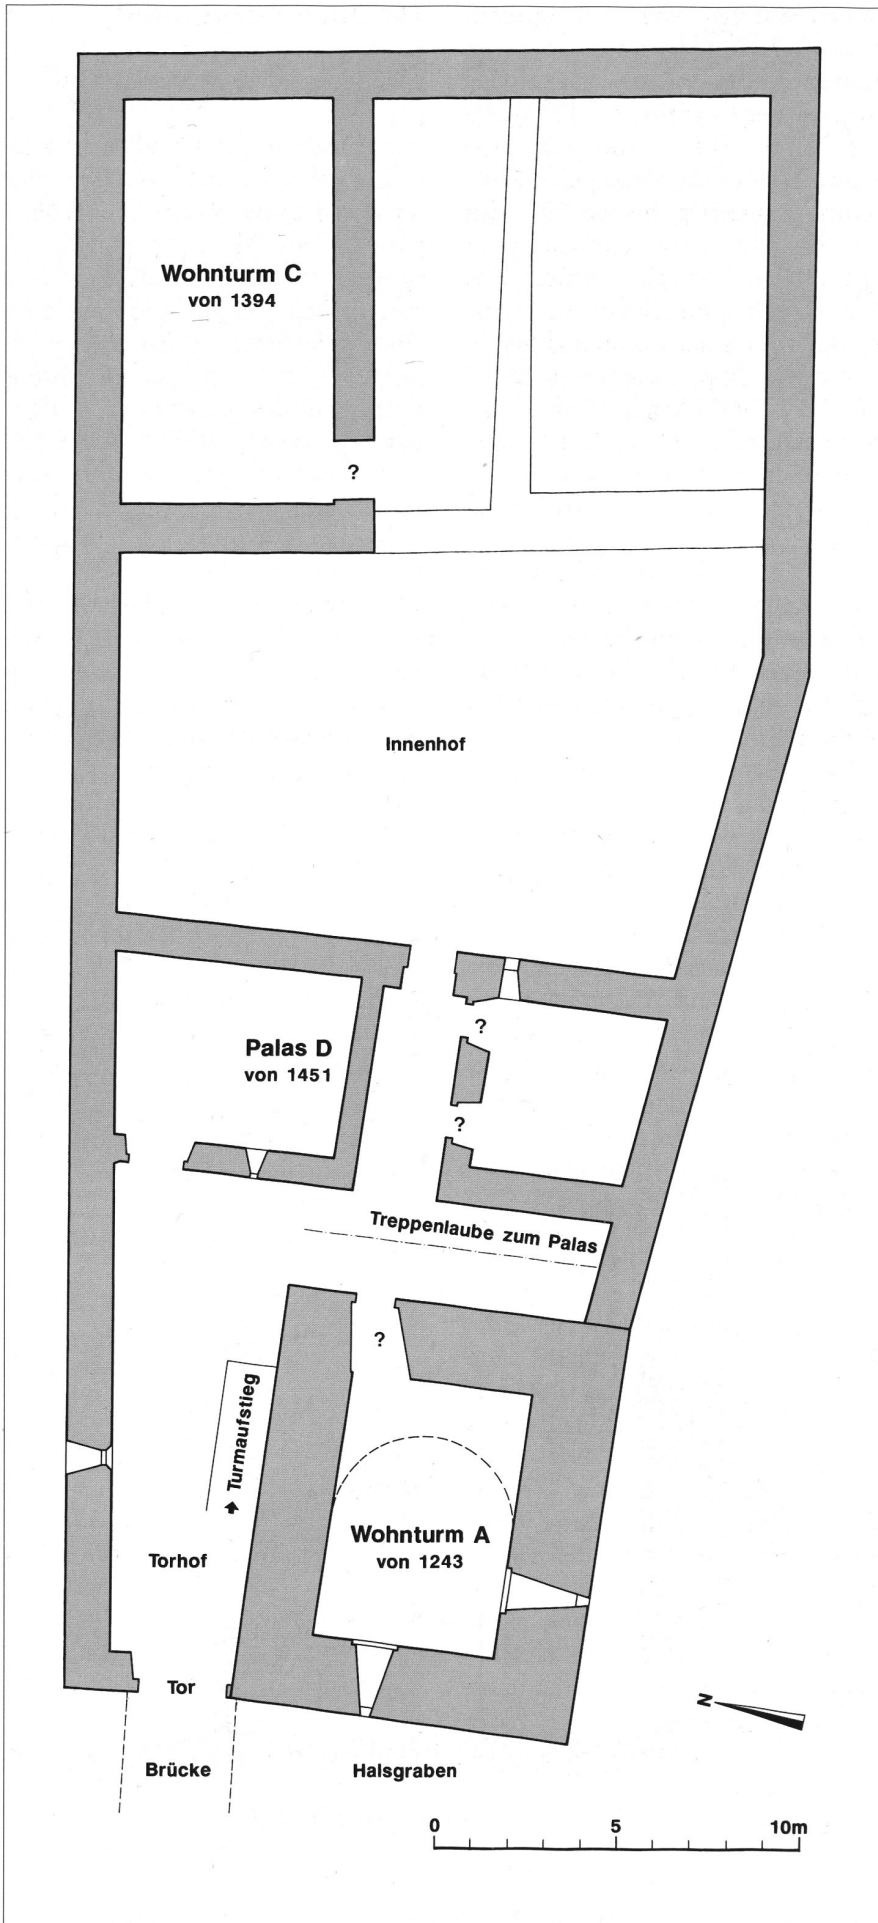 Wohnturm C
von 1394
?
Innenhof
Palas D
von 1451
?
?
Treppenlaube zum Palas
?
Turmaufstieg
Wohnturm A
von 1243
Torhof
Tor
N
Brücke
Halsgraben
0 5 10m